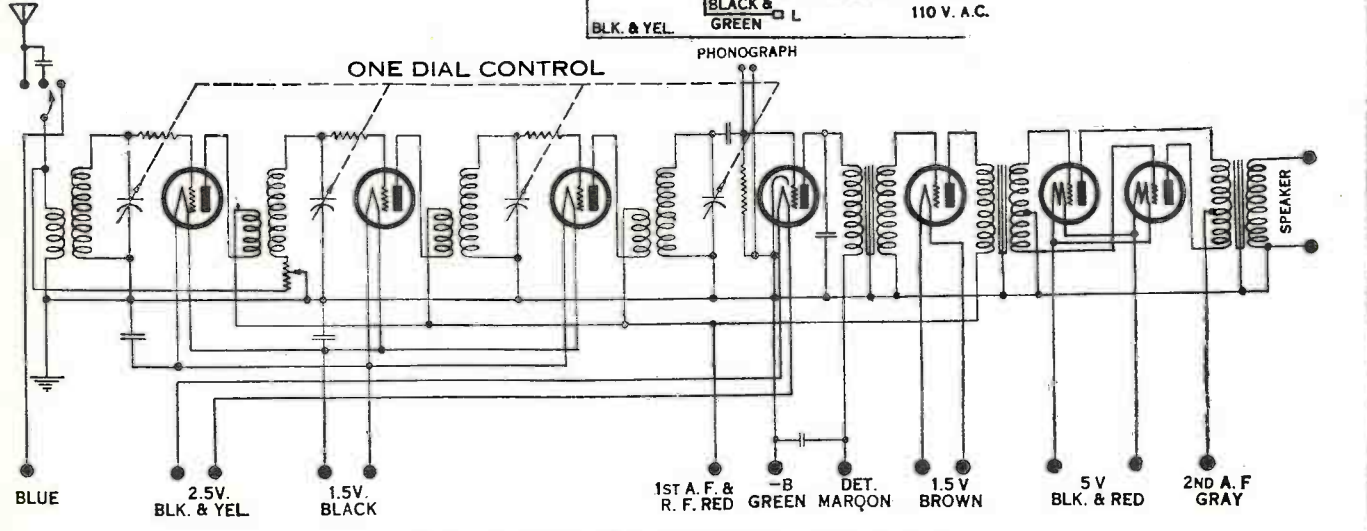 BLACK &
GREEN
L
BLK. & YEL.
110 V. A.C.
PHONOGRAPH
ONE DIAL CONTROL
SPEAKER
BLUE
2.5V.
BLK. & YEL.
1.5V.
BLACK
1ST A. F. &
R. F. RED
-B
GREEN
DET.
MAROON
1.5 V
BROWN
5 V
BLK. & RED
2ND A. F
GRAY